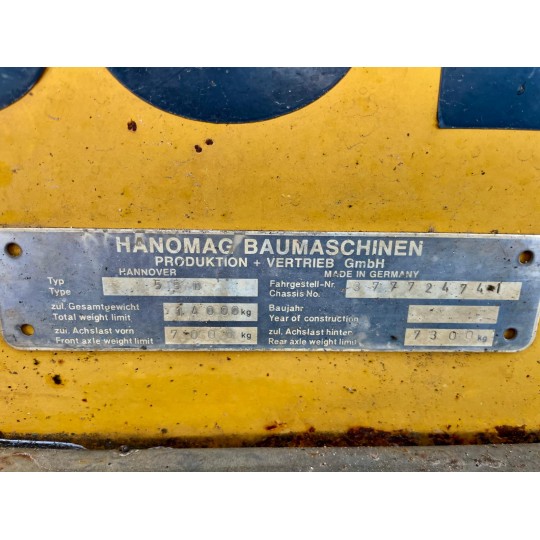 HANOMAG BAUMASCHINEN
PRODUKTION + VERTRIEB GmbH
HANNOVER MADE IN GERMANY
Typ Fahrgestell-Nr.
Type Chassis No. 377724741
zul. Gesamtgewicht kg Baujahr
Total weight limit Year of construction
zul. Achslast vorn kg zul. Achslast hinten 7300 kg
Front axle weight limit Rear axle weight limit